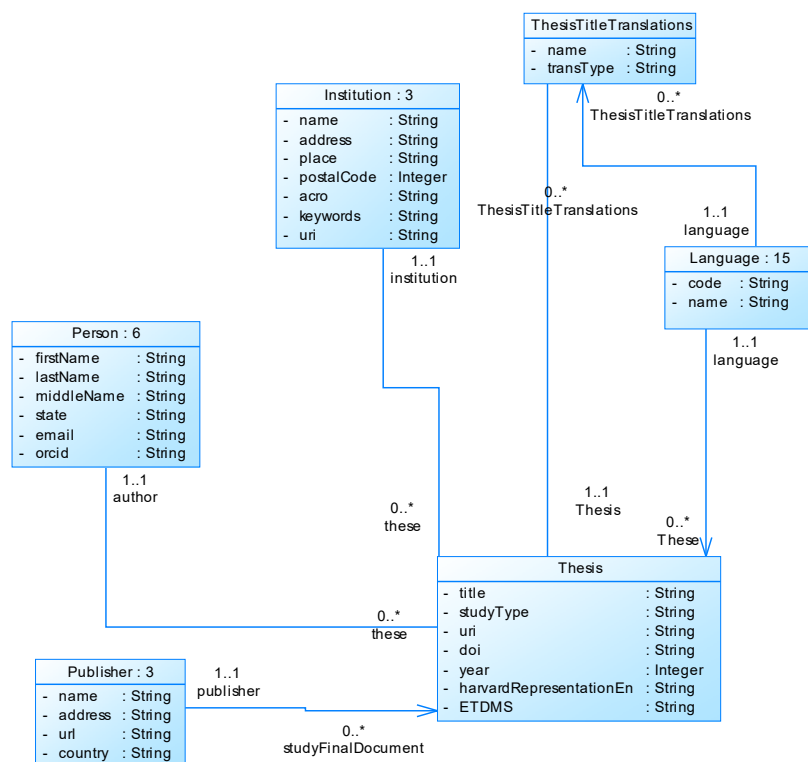 ThesisTitleTranslations
- name : String
- transType : String
0..*
ThesisTitleTranslations
Institution : 3
- name : String
- address : String
- place : String
- postalCode : Integer
- acro : String
- keywords : String
- uri : String
0..*
ThesisTitleTranslations
1..1
language
Language : 15
- code : String
- name : String
1..1
institution
1..1
language
Person : 6
- firstName : String
- lastName : String
- middleName : String
- state : String
- email : String
- orcid : String
1..1
author
0..*
these
1..1
Thesis
0..*
These
Thesis
- title : String
- studyType : String
- uri : String
- doi : String
- year : Integer
- harvardRepresentationEn : String
- ETDMS : String
0..*
these
Publisher : 3
- name : String
- address : String
- url : String
- country : String
1..1
publisher
0..*
studyFinalDocument